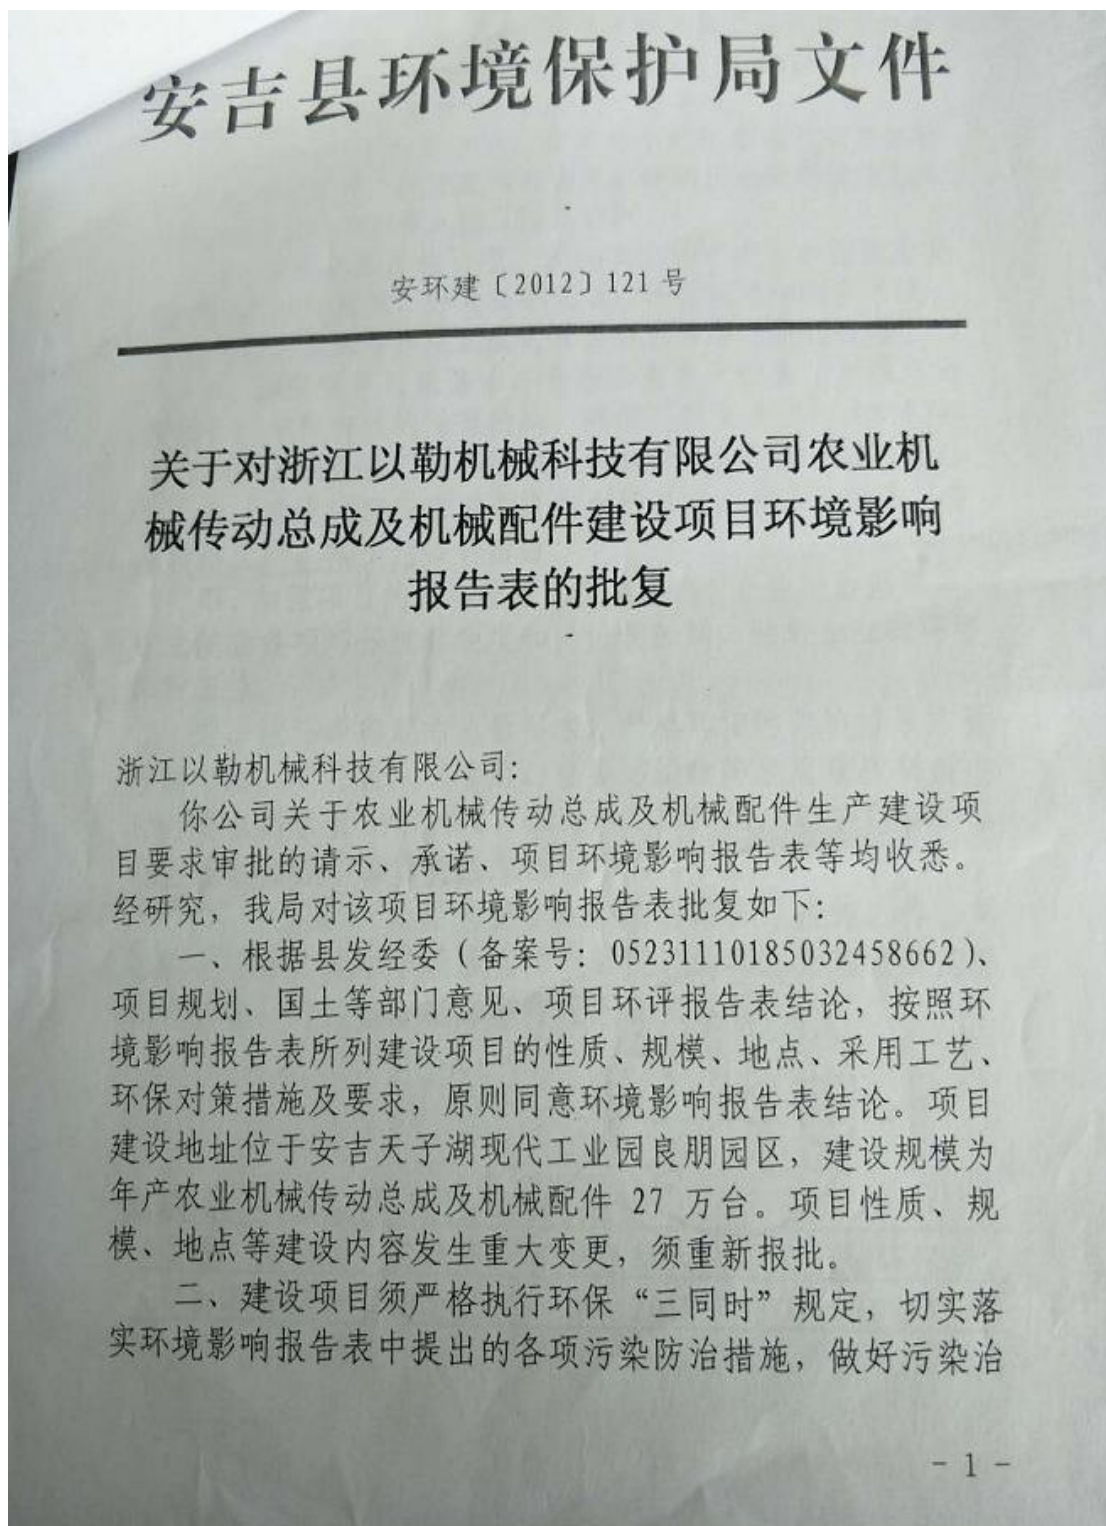 安吉县环境保护局文件
安环建〔2012〕121 号
关于对浙江以勒机械科技有限公司农业机
械传动总成及机械配件建设项目环境影响
报告表的批复
浙江以勒机械科技有限公司：
你公司关于农业机械传动总成及机械配件生产建设项
目要求审批的请示、承诺、项目环境影响报告表等均收悉。
经研究，我局对该项目环境影响报告表批复如下：
一、根据县发经委（备案号：05231110185032458662）、
项目规划、国土等部门意见、项目环评报告表结论，按照环
境影响报告表所列建设项目的性质、规模、地点、采用工艺、
环保对策措施及要求，原则同意环境影响报告表结论。项目
建设地址位于安吉天子湖现代工业园良朋园区，建设规模为
年产农业机械传动总成及机械配件 27 万台。项目性质、规
模、地点等建设内容发生重大变更，须重新报批。
二、建设项目须严格执行环保“三同时”规定，切实落
实环境影响报告表中提出的各项污染防治措施，做好污染治
- 1 -